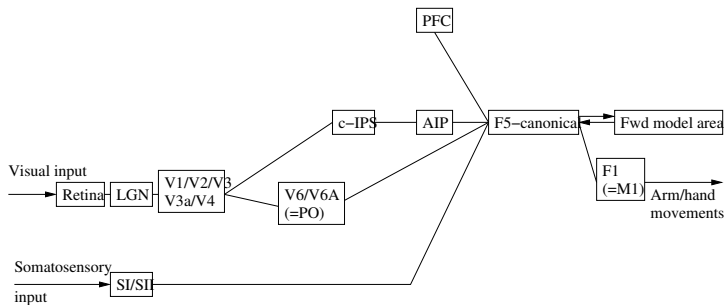 PFC
c-IPS
AIP
F5-canonical
Fwd model area
Visual input
Retina
LGN
V1/V2/V3
V3a/V4
V6/V6A
(=PO)
F1
(=M1)
Arm/hand
movements
Somatosensory
input
SI/SII